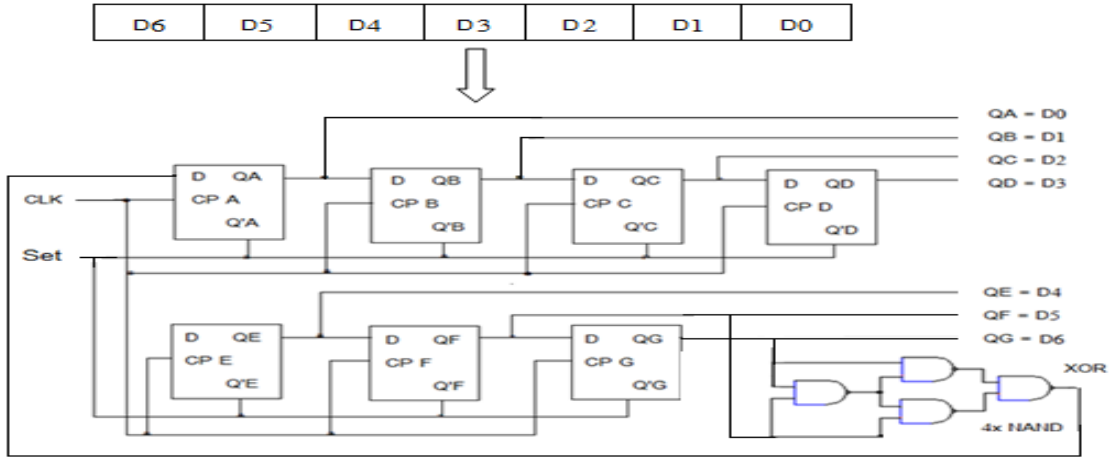 D6 D5 D4 D3 D2 D1 D0
QA = D0
QB = D1
QC = D2
QD = D3
D QA D QB D QC D QD
CLK CP A CP B CP C CP D
Q'A Q'B Q'C Q'D
Set
QE = D4
QF = D5
QG = D6
D QE D QF D QG
CP E CP F CP G
Q'E Q'F Q'G
XOR
4x NAND